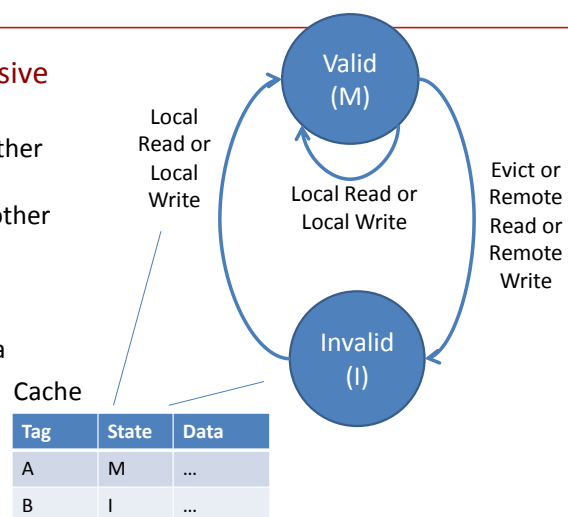 sive
ther
other
a
Valid
(M)
Local
Read or
Local
Write
Local Read or
Local Write
Evict or
Remote
Read or
Remote
Write
Invalid
(I)
Cache
Tag State Data
A M ...
B I ...